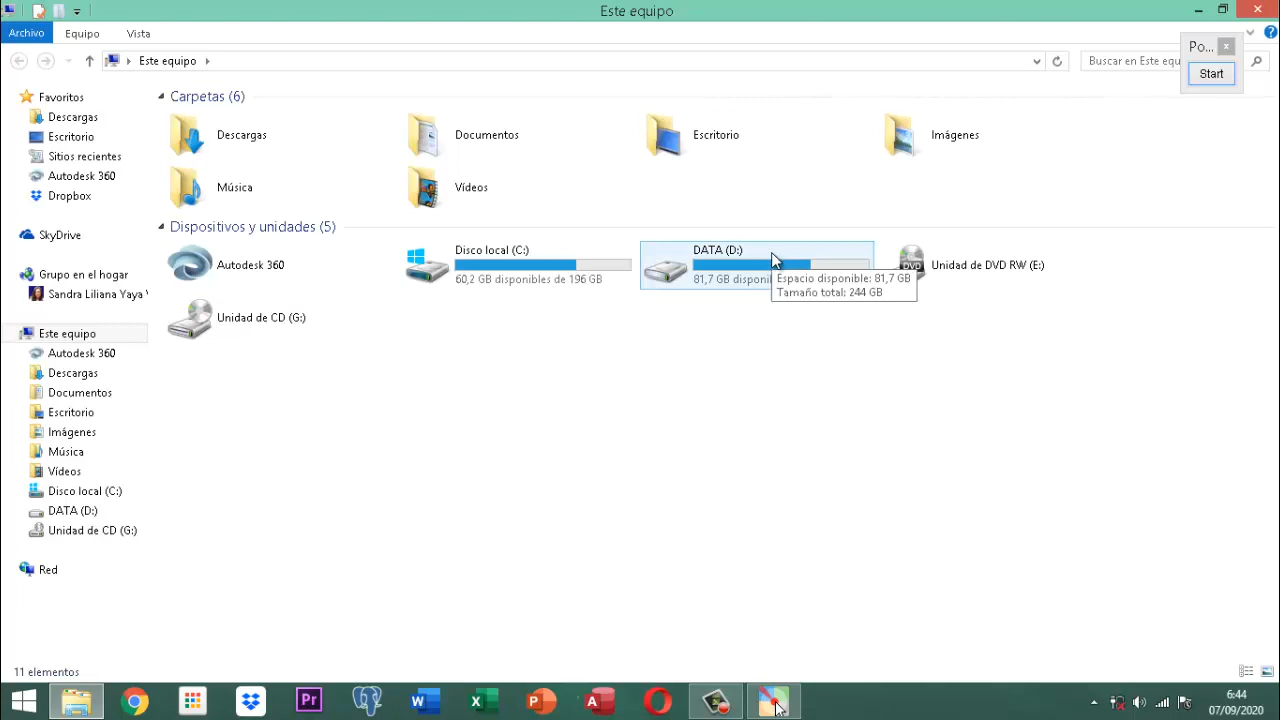 Este equipo
Archivo Equipo Vista
Este equipo
Buscar en Este equ
Po...
Start
Favoritos
Descargas
Escritorio
Sitios recientes
Autodesk 360
Dropbox
SkyDrive
Grupo en el hogar
Sandra Liliana Yaya
Este equipo
Autodesk 360
Descargas
Documentos
Escritorio
Imágenes
Música
Vídeos
Disco local (C:)
DATA (D:)
Unidad de CD (G:)
Red
Carpetas (6)
Descargas
Documentos
Escritorio
Imágenes
Música
Vídeos
Dispositivos y unidades (5)
Autodesk 360
Disco local (C:)
60,2 GB disponibles de 196 GB
DATA (D:)
81,7 GB disponi
Espacio disponible: 81,7 GB
Tamaño total: 244 GB
DVD
Unidad de DVD RW (E:)
Unidad de CD (G:)
11 elementos
Pr
W
X
P
A
6:44
07/09/2020